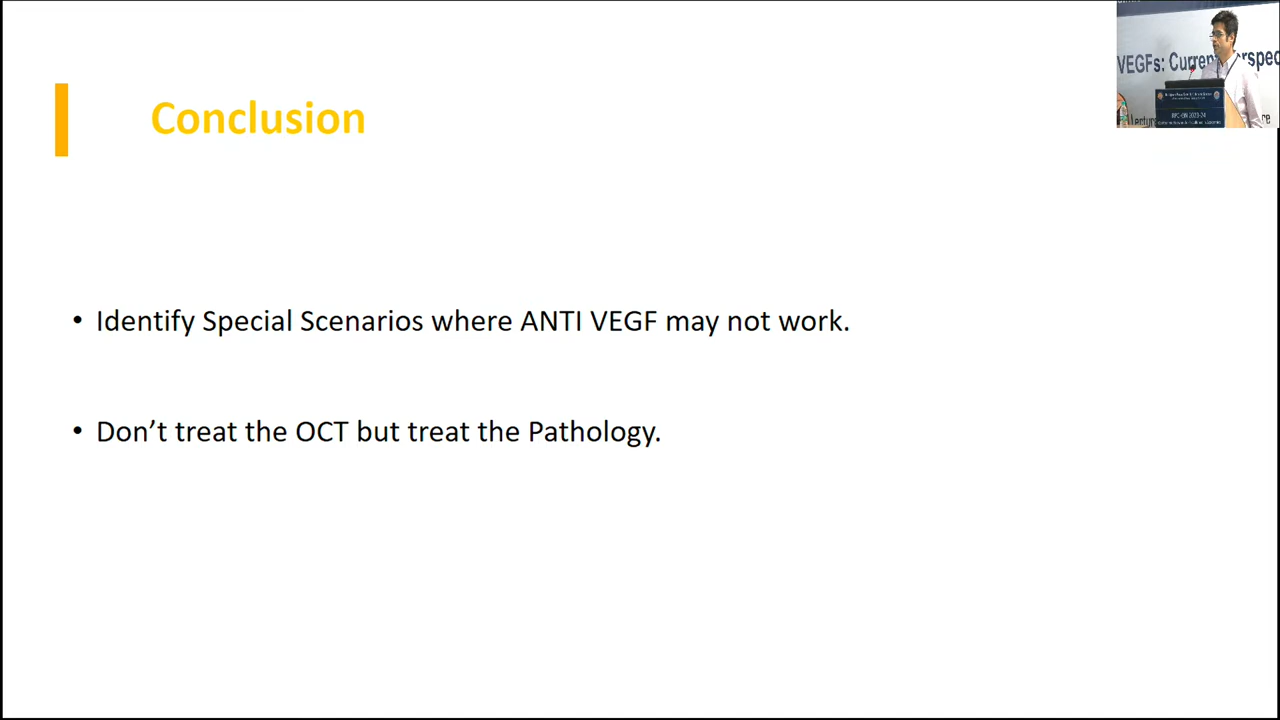 Conclusion
• Identify Special Scenarios where ANTI VEGF may not work.
• Don’t treat the OCT but treat the Pathology.
VEGFs: Current